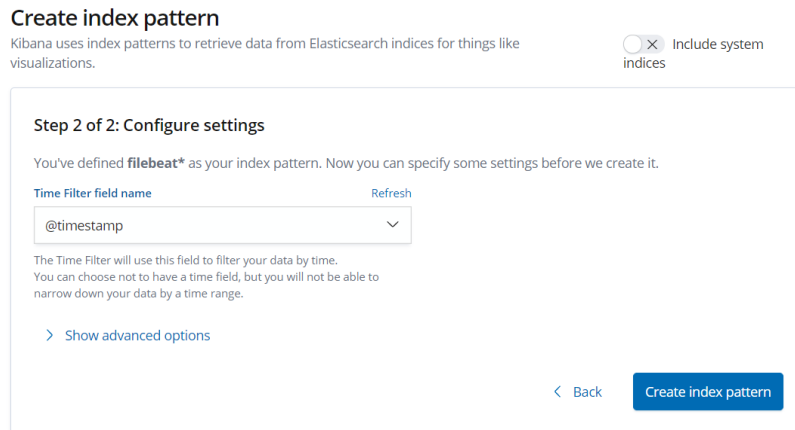 Create index pattern
Kibana uses index patterns to retrieve data from Elasticsearch indices for things like
visualizations.
Include system
indices
Step 2 of 2: Configure settings
You've defined filebeat* as your index pattern. Now you can specify some settings before we create it.
Time Filter field name
Refresh
@timestamp
The Time Filter will use this field to filter your data by time.
You can choose not to have a time field, but you will not be able to
narrow down your data by a time range.
Show advanced options
Back
Create index pattern